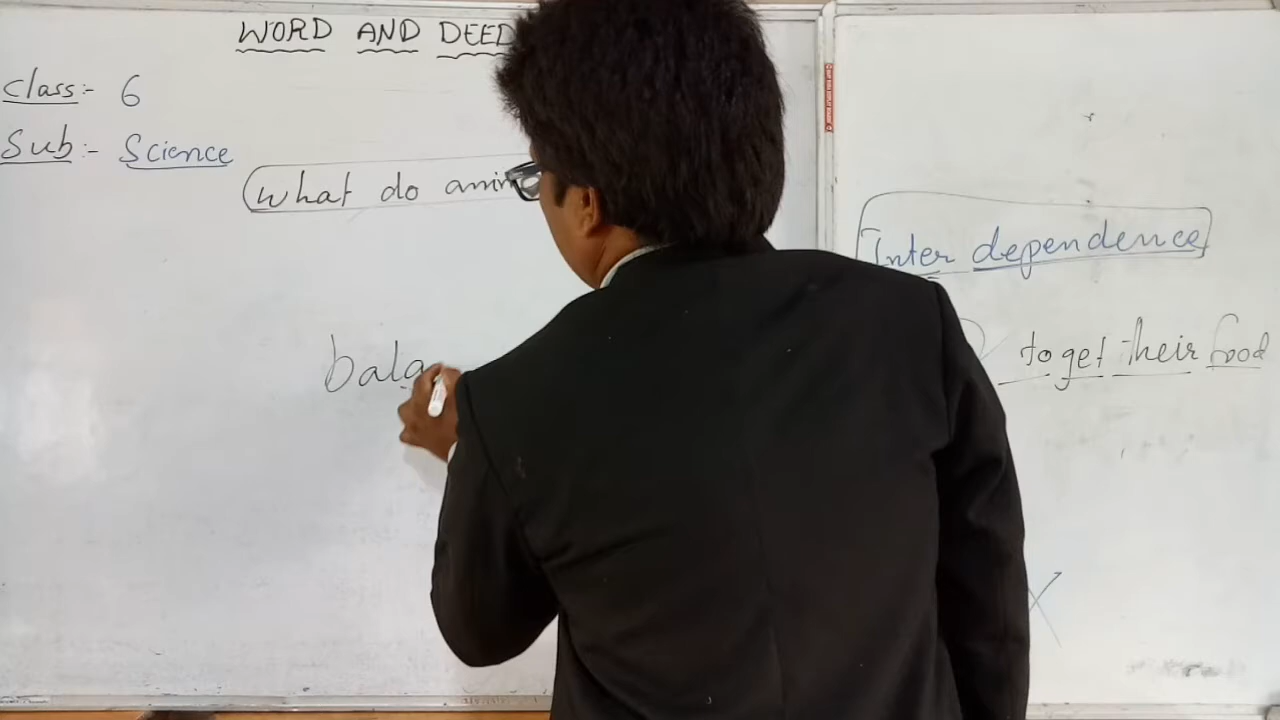 WORD AND DEED
Class:- 6
Sub:- Science
What do anim
bala
Inter dependence
to get their food
X